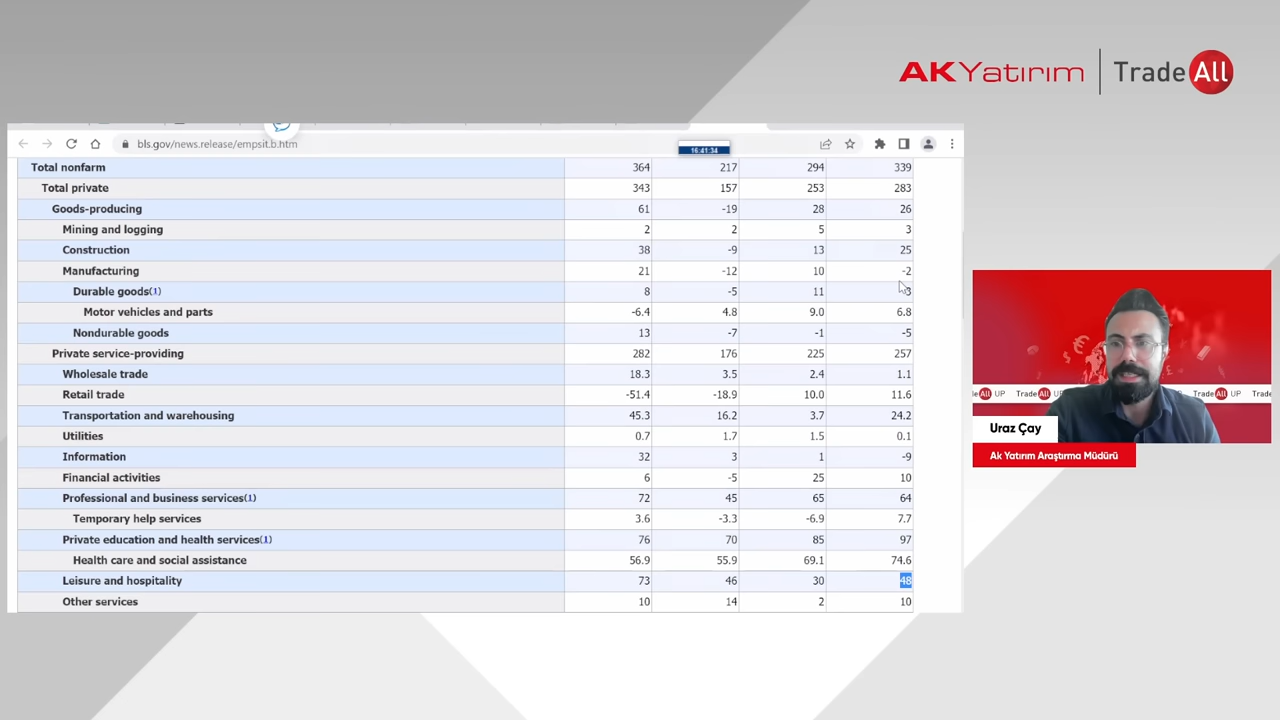 AKYatırım | TradeAll
bls.gov/news.release/empsit.b.htm
16:41:34
Total nonfarm 364 217 294 339
Total private 343 157 253 283
Goods-producing 61 -19 28 26
Mining and logging 2 2 5 3
Construction 38 -9 13 25
Manufacturing 21 -12 10 -2
Durable goods(1) 8 -5 11 3
Motor vehicles and parts -6.4 4.8 9.0 6.8
Nondurable goods 13 -7 -1 -5
Private service-providing 282 176 225 257
Wholesale trade 18.3 3.5 2.4 1.1
Retail trade -51.4 -18.9 10.0 11.6
Transportation and warehousing 45.3 16.2 3.7 24.2
Utilities 0.7 1.7 1.5 0.1
Information 32 3 1 -9
Financial activities 6 -5 25 10
Professional and business services(1) 72 45 65 64
Temporary help services 3.6 -3.3 -6.9 7.7
Private education and health services(1) 76 70 85 97
Health care and social assistance 56.9 55.9 69.1 74.6
Leisure and hospitality 73 46 30 48
Other services 10 14 2 10
TradeAll UP TradeAll UP
Uraz Çay
Ak Yatırım Araştırma Müdürü